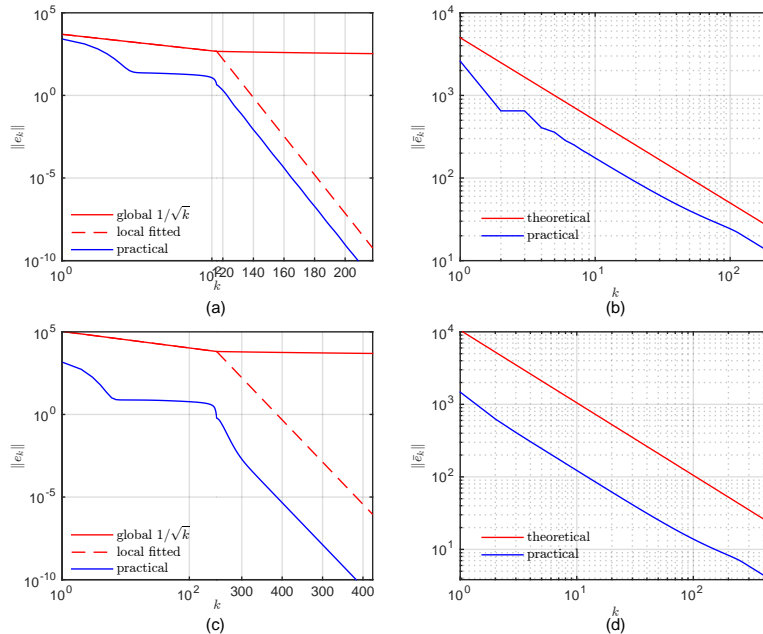 10^5
10^0
10^-5
10^-10
‖e_k‖
global 1/√k
local fitted
practical
10^0
10^2
120
140
160
180
200
k
(a)
10^4
10^3
10^2
10^1
‖ē_k‖
theoretical
practical
10^0
10^1
10^2
k
(b)
10^5
10^0
10^-5
10^-10
‖e_k‖
global 1/√k
local fitted
practical
10^0
10^2
300
400
300
400
k
(c)
10^4
10^3
10^2
10^1
‖ē_k‖
theoretical
practical
10^0
10^1
10^2
k
(d)